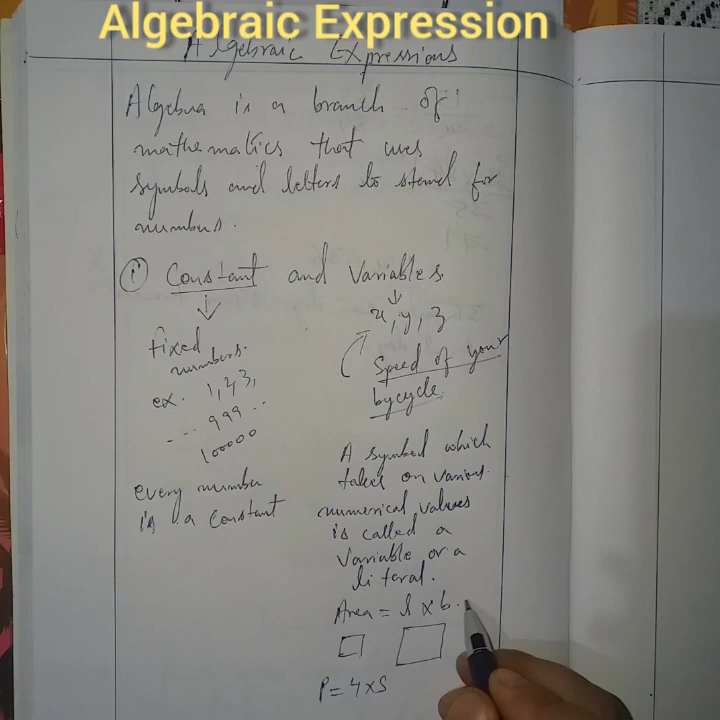 Algebraic Expression
Algebraic Expressions
Algebra is a branch of
mathematics that uses
symbols and letters to stand for
numbers.
① Constant and Variables.
↓
fixed
numbers.
ex. 1, 2, 3,
--- 999 --
100000
every number
is a constant
↓
x, y, z
Speed of your
bycycle.
A symbol which
takes on various
numerical values
is called a
Variable or a
literal.
Area = l × b.
P = 4 × S